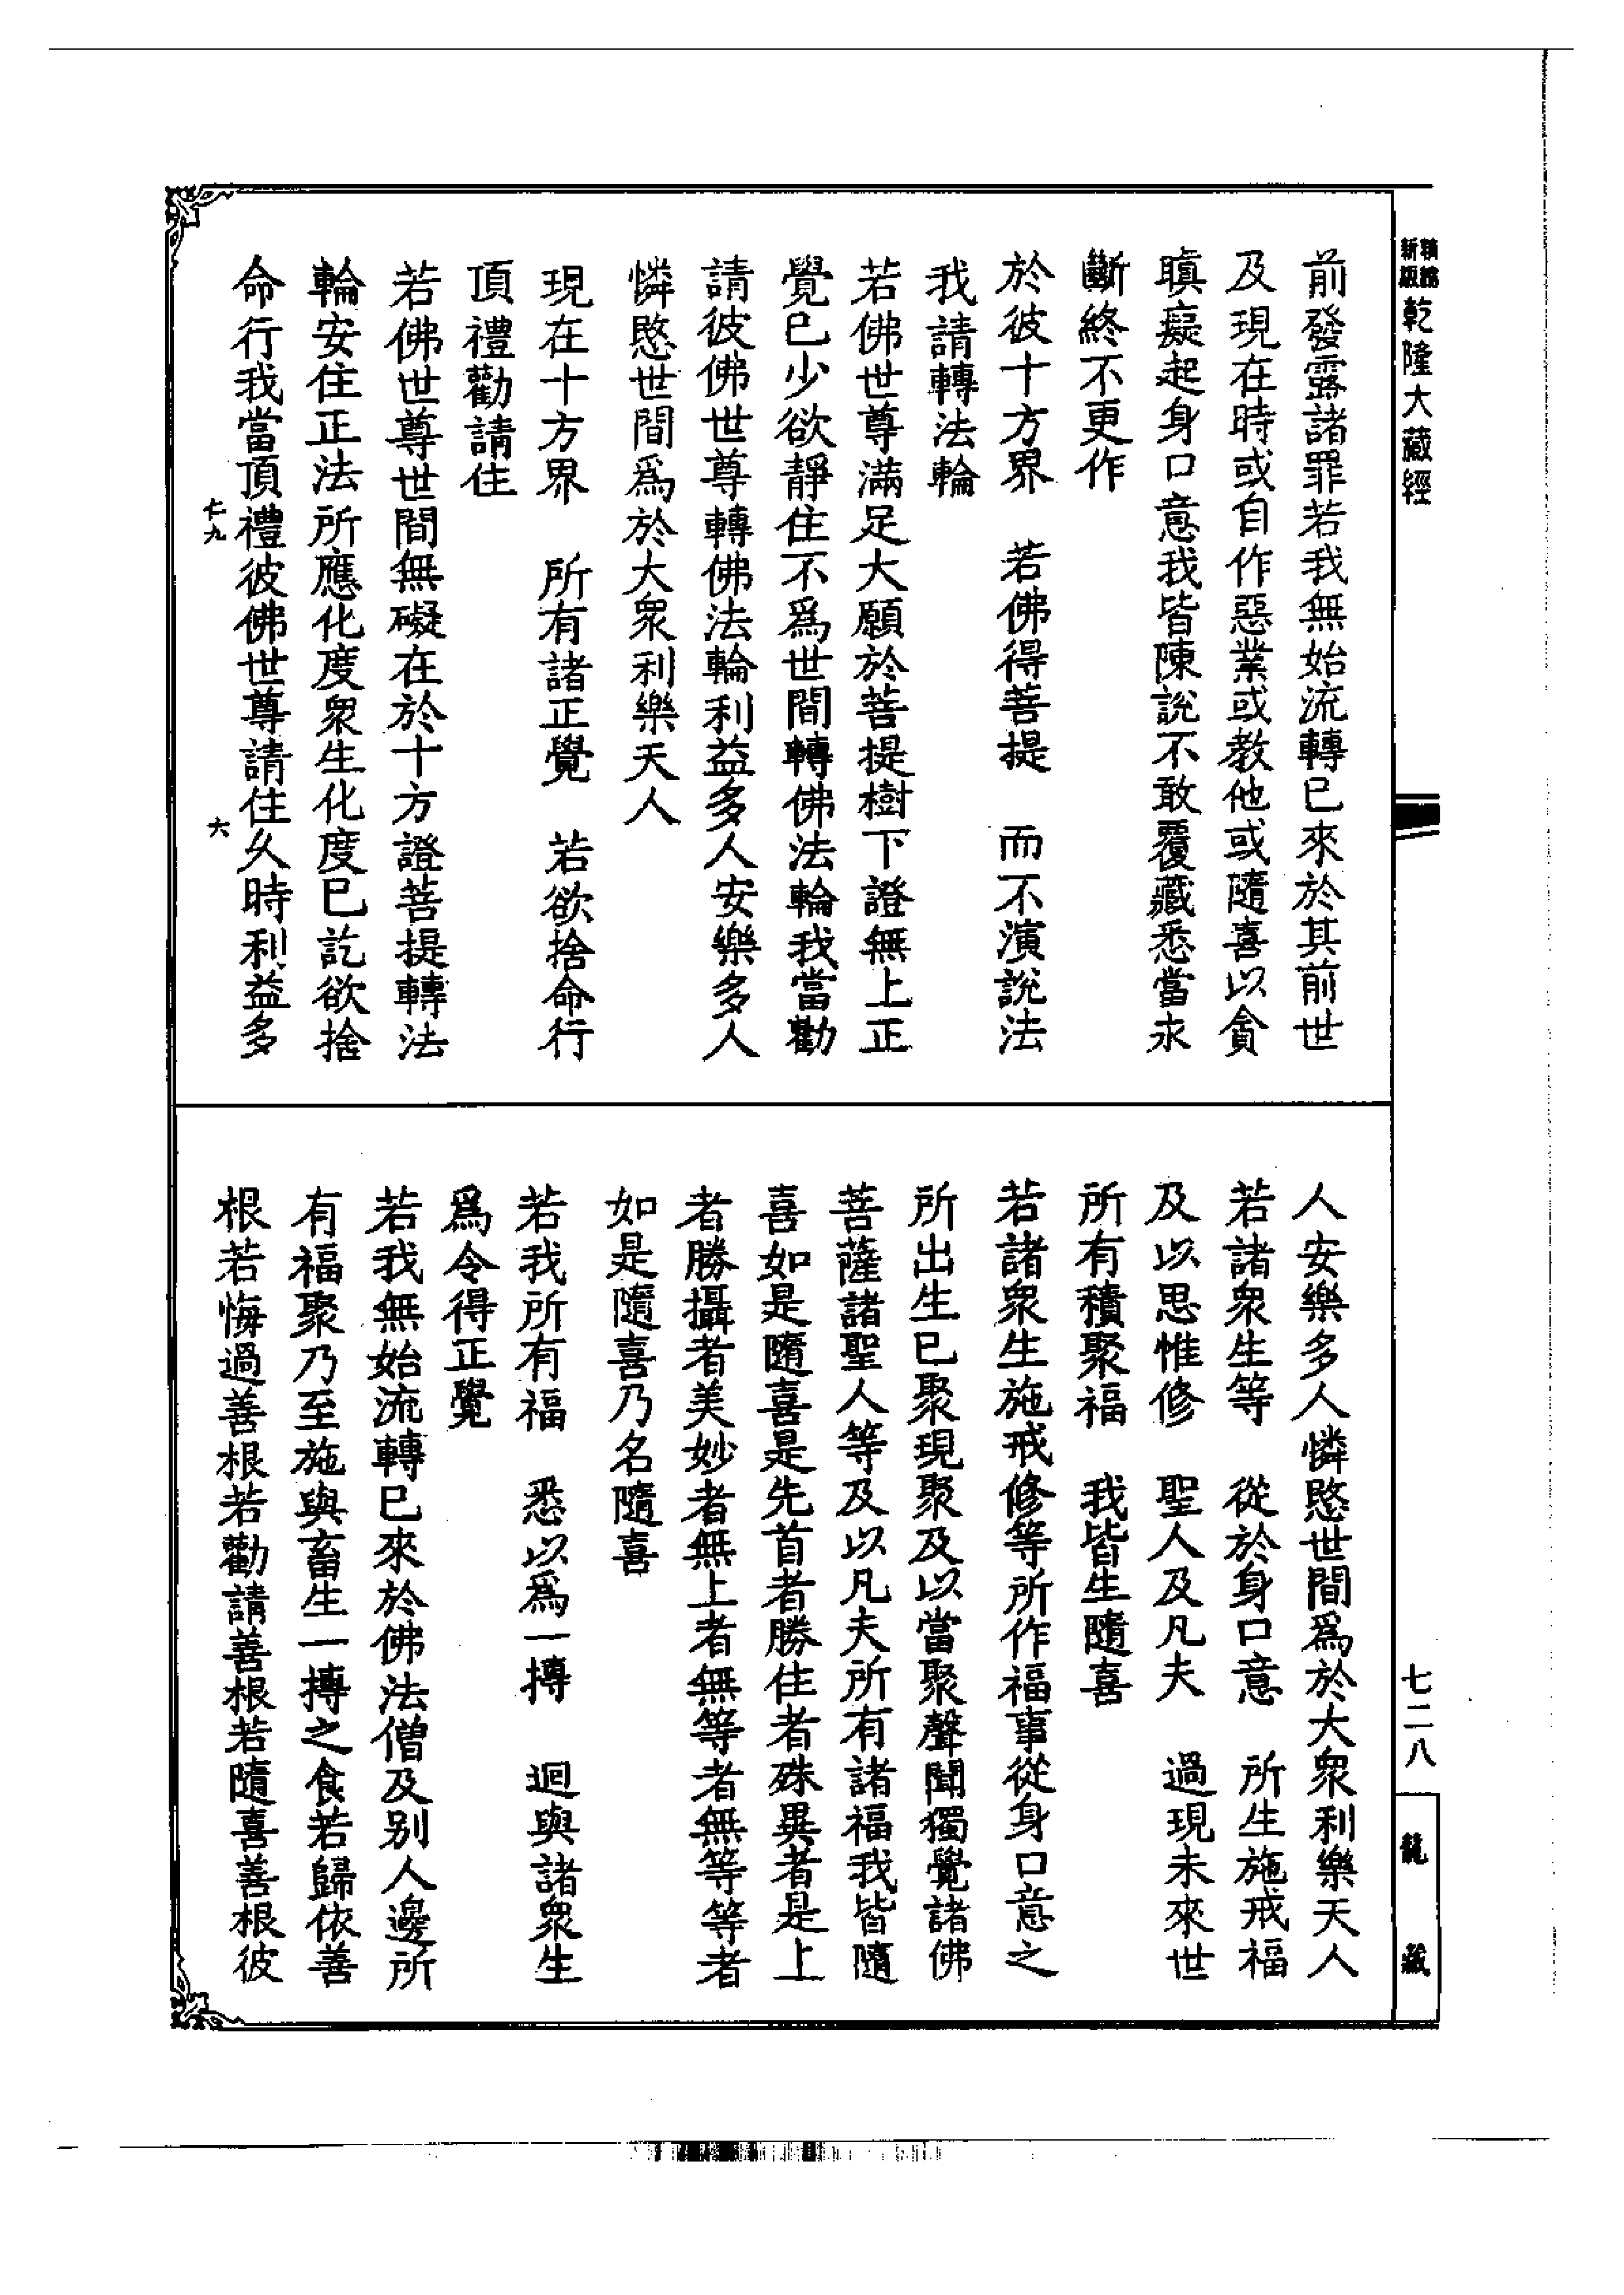 新版
精縮
乾隆大藏經
前發露諸罪若我無始流轉已來於其前世
及現在時或自作惡業或教他或隨喜以貪
瞋癡起身口意我皆陳說不敢覆藏悉當永
斷終不更作
於彼十方界　若佛得菩提　而不演說法
我請轉法輪
若佛世尊滿足大願於菩提樹下證無上正
覺已少欲靜住不爲世間轉佛法輪我當勸
請彼佛世尊轉佛法輪利益多人安樂多人
憐愍世間爲於大衆利樂天人
現在十方界　所有諸正覺　若欲捨命行
頂禮勸請住
若佛世尊世間無礙在於十方證菩提轉法
輪安住正法所應化度衆生化度已訖欲捨
命行我當頂禮彼佛世尊請住久時利益多
仁九　六
人安樂多人憐愍世間爲於大衆利樂天人
若諸衆生等　從於身口意　所生施戒福
及以思惟修　聖人及凡夫　過現未來世
所有積聚福　我皆生隨喜
若諸衆生施戒修等所作福事從身口意之
所出生已聚現聚及以當聚聲聞獨覺諸佛
菩薩諸聖人等及以凡夫所有諸福我皆隨
喜如是隨喜是先首者勝住者殊異者是上
者勝攝者美妙者無上者無等者無等等者
如是隨喜乃名隨喜
若我所有福　悉以爲一摶　迴與諸衆生
爲令得正覺
若我無始流轉已來於佛法僧及別人邊所
有福聚乃至施與畜生一摶之食若歸依善
根若悔過善根若勸請善根若隨喜善根彼
七二八
龍藏